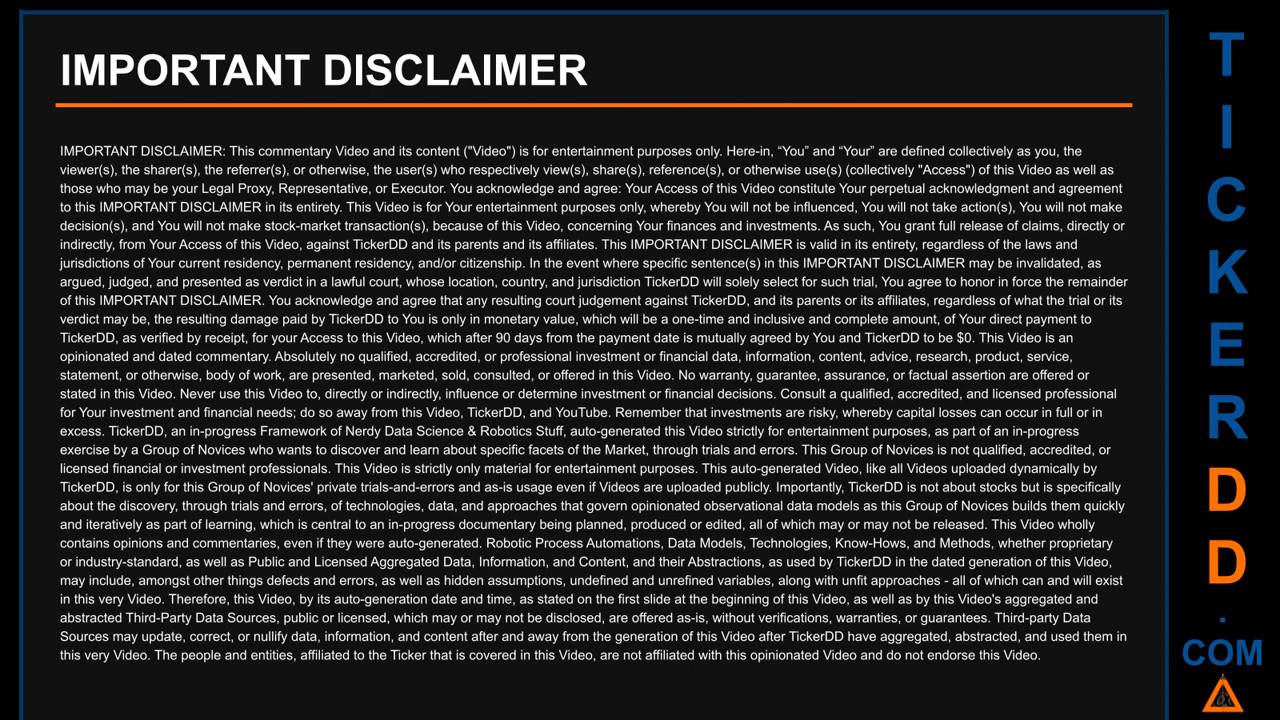 IMPORTANT DISCLAIMER
IMPORTANT DISCLAIMER: This commentary Video and its content ("Video") is for entertainment purposes only. Here-in, “You” and “Your” are defined collectively as you, the
viewer(s), the sharer(s), the referrer(s), or otherwise, the user(s) who respectively view(s), share(s), reference(s), or otherwise use(s) (collectively "Access") of this Video as well as
those who may be your Legal Proxy, Representative, or Executor. You acknowledge and agree: Your Access of this Video constitute Your perpetual acknowledgment and agreement
to this IMPORTANT DISCLAIMER in its entirety. This Video is for Your entertainment purposes only, whereby You will not be influenced, You will not take action(s), You will not make
decision(s), and You will not make stock-market transaction(s), because of this Video, concerning Your finances and investments. As such, You grant full release of claims, directly or
indirectly, from Your Access of this Video, against TickerDD and its parents and its affiliates. This IMPORTANT DISCLAIMER is valid in its entirety, regardless of the laws and
jurisdictions of Your current residency, permanent residency, and/or citizenship. In the event where specific sentence(s) in this IMPORTANT DISCLAIMER may be invalidated, as
argued, judged, and presented as verdict in a lawful court, whose location, country, and jurisdiction TickerDD will solely select for such trial, You agree to honor in force the remainder
of this IMPORTANT DISCLAIMER. You acknowledge and agree that any resulting court judgement against TickerDD, and its parents or its affiliates, regardless of what the trial or its
verdict may be, the resulting damage paid by TickerDD to You is only in monetary value, which will be a one-time and inclusive and complete amount, of Your direct payment to
TickerDD, as verified by receipt, for your Access to this Video, which after 90 days from the payment date is mutually agreed by You and TickerDD to be $0. This Video is an
opinionated and dated commentary. Absolutely no qualified, accredited, or professional investment or financial data, information, content, advice, research, product, service,
statement, or otherwise, body of work, are presented, marketed, sold, consulted, or offered in this Video. No warranty, guarantee, assurance, or factual assertion are offered or
stated in this Video. Never use this Video to, directly or indirectly, influence or determine investment or financial decisions. Consult a qualified, accredited, and licensed professional
for Your investment and financial needs; do so away from this Video, TickerDD, and YouTube. Remember that investments are risky, whereby capital losses can occur in full or in
excess. TickerDD, an in-progress Framework of Nerdy Data Science & Robotics Stuff, auto-generated this Video strictly for entertainment purposes, as part of an in-progress
exercise by a Group of Novices who wants to discover and learn about specific facets of the Market, through trials and errors. This Group of Novices is not qualified, accredited, or
licensed financial or investment professionals. This Video is strictly only material for entertainment purposes. This auto-generated Video, like all Videos uploaded dynamically by
TickerDD, is only for this Group of Novices' private trials-and-errors and as-is usage even if Videos are uploaded publicly. Importantly, TickerDD is not about stocks but is specifically
about the discovery, through trials and errors, of technologies, data, and approaches that govern opinionated observational data models as this Group of Novices builds them quickly
and iteratively as part of learning, which is central to an in-progress documentary being planned, produced or edited, all of which may or may not be released. This Video wholly
contains opinions and commentaries, even if they were auto-generated. Robotic Process Automations, Data Models, Technologies, Know-Hows, and Methods, whether proprietary
or industry-standard, as well as Public and Licensed Aggregated Data, Information, and Content, and their Abstractions, as used by TickerDD in the dated generation of this Video,
may include, amongst other things defects and errors, as well as hidden assumptions, undefined and unrefined variables, along with unfit approaches - all of which can and will exist
in this very Video. Therefore, this Video, by its auto-generation date and time, as stated on the first slide at the beginning of this Video, as well as by this Video's aggregated and
abstracted Third-Party Data Sources, public or licensed, which may or may not be disclosed, are offered as-is, without verifications, warranties, or guarantees. Third-party Data
Sources may update, correct, or nullify data, information, and content after and away from the generation of this Video after TickerDD have aggregated, abstracted, and used them in
this very Video. The people and entities, affiliated to the Ticker that is covered in this Video, are not affiliated with this opinionated Video and do not endorse this Video.
T
I
C
K
E
R
D
D
.
COM